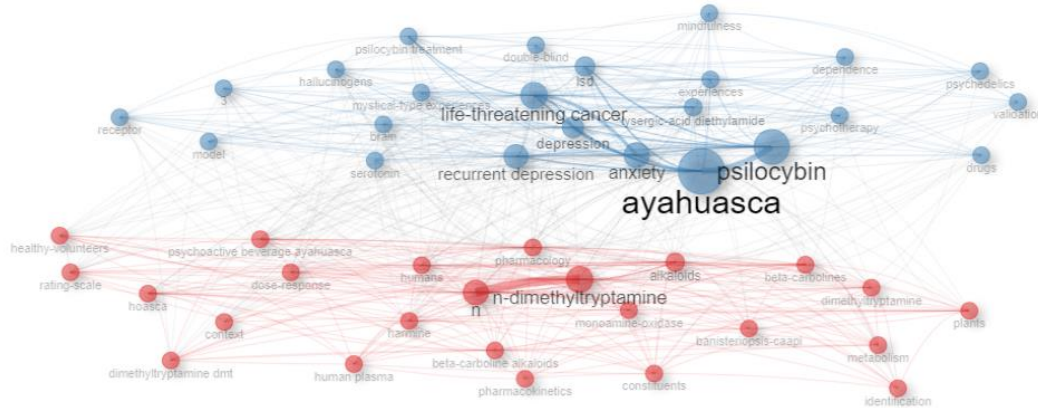 mindfulness
psilocybin treatment
double-blind
hallucinogens
lsd
dependence
psychedelics
experiences
3
mystical-type experiences
life-threatening cancer
lysergic-acid diethylamide
psychotherapy
validation
receptor
brain
model
depression
serotonin
recurrent depression
anxiety
psilocybin
drugs
ayahuasca
healthy-volunteers
psychoactive beverage ayahuasca
pharmacology
rating-scale
dose-response
humans
alkaloids
beta-carbolines
hoasca
n-dimethyltryptamine
dimethyltryptamine
n
context
harmine
monoamine-oxidase
plants
banisteriopsis-caapi
dimethyltryptamine dmt
human plasma
beta-carboline alkaloids
metabolism
pharmacokinetics
constituents
identification